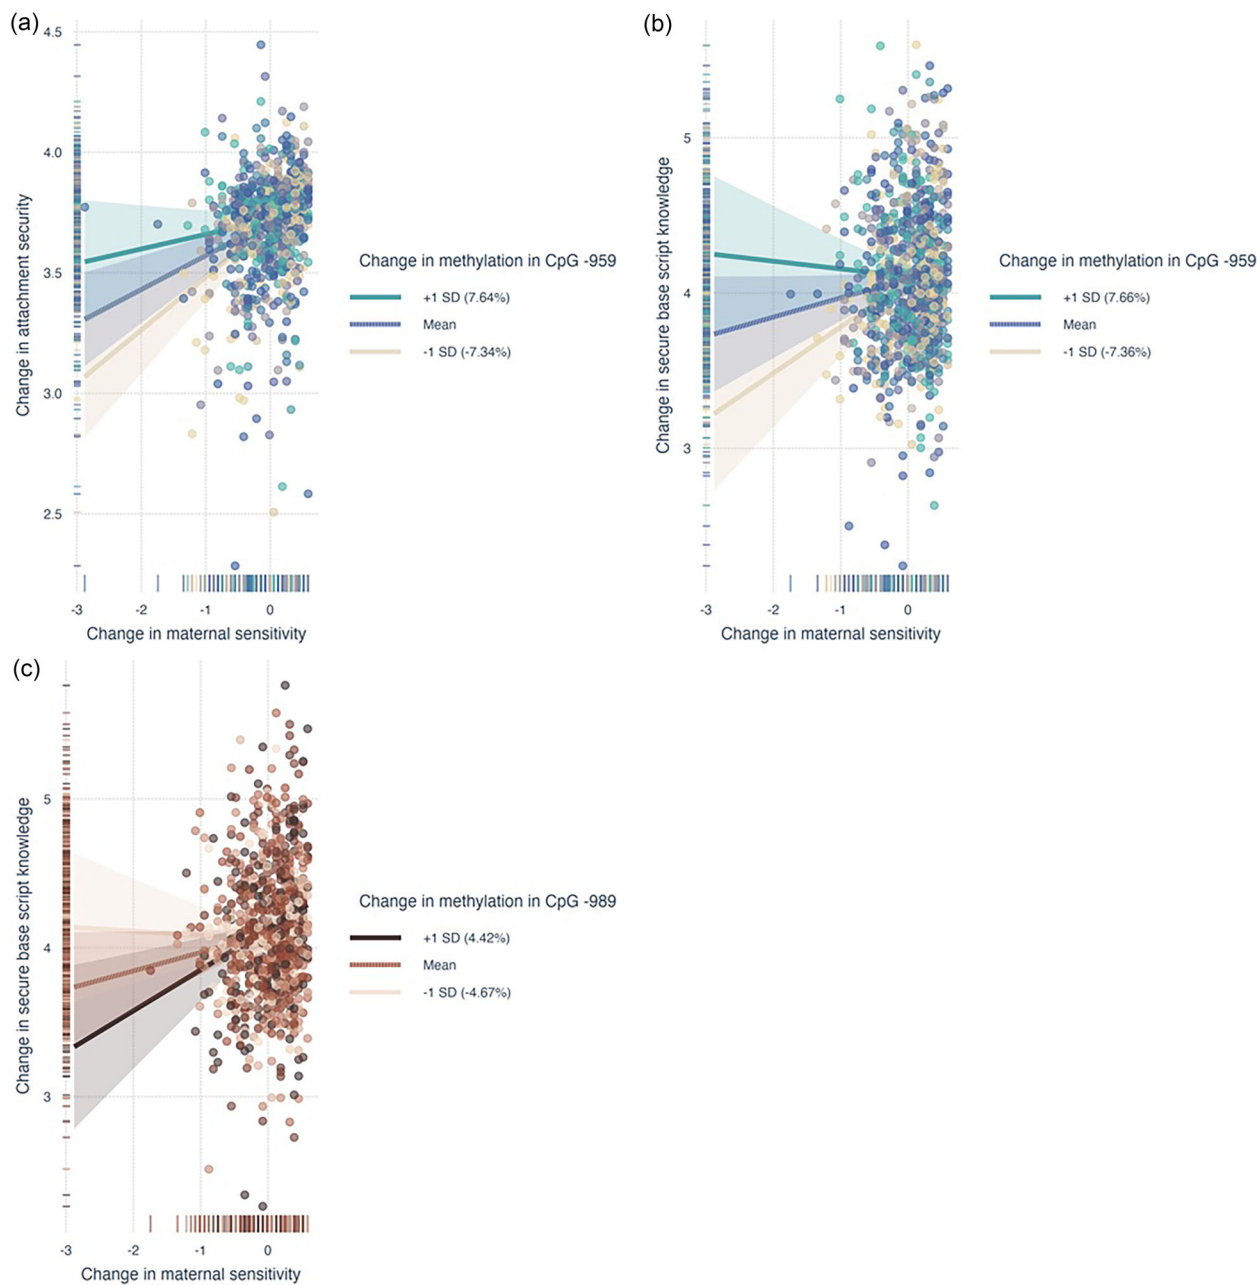 (a)
4.5
4.0
3.5
3.0
2.5
-3 -2 -1 0
Change in attachment security
Change in maternal sensitivity
Change in methylation in CpG -959
+1 SD (7.64%)
Mean
-1 SD (-7.34%)
(b)
5
4
3
-3 -2 -1 0
Change in secure base script knowledge
Change in maternal sensitivity
Change in methylation in CpG -959
+1 SD (7.66%)
Mean
-1 SD (-7.36%)
(c)
5
4
3
-3 -2 -1 0
Change in secure base script knowledge
Change in maternal sensitivity
Change in methylation in CpG -989
+1 SD (4.42%)
Mean
-1 SD (-4.67%)